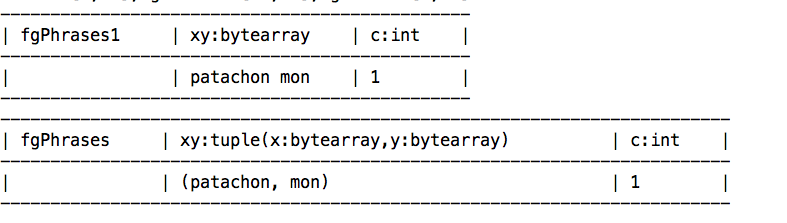 | fgPhrases1 | xy:bytearray | c:int |
| | patachon mon | 1 |
| fgPhrases | xy:tuple(x:bytearray,y:bytearray) | c:int |
| | (patachon, mon) | 1 |